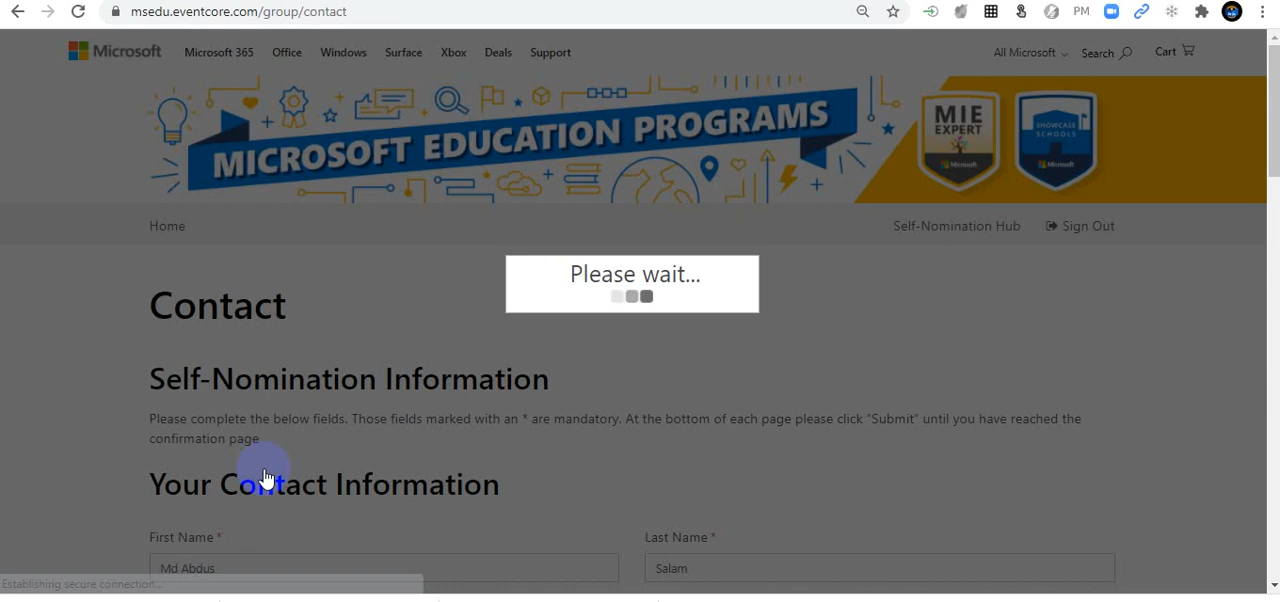 msedu.eventcore.com/group/contact
PM
Microsoft Microsoft 365 Office Windows Surface Xbox Deals Support All Microsoft Search Cart
MICROSOFT EDUCATION PROGRAMS
MIE
EXPERT
Microsoft
SHOWCASE
SCHOOLS
Microsoft
Home Self-Nomination Hub Sign Out
Please wait...
Contact
Self-Nomination Information
Please complete the below fields. Those fields marked with an * are mandatory. At the bottom of each page please click "Submit" until you have reached the
confirmation page
Your Contact Information
First Name * Last Name *
Md Abdus Salam
Establishing secure connection...